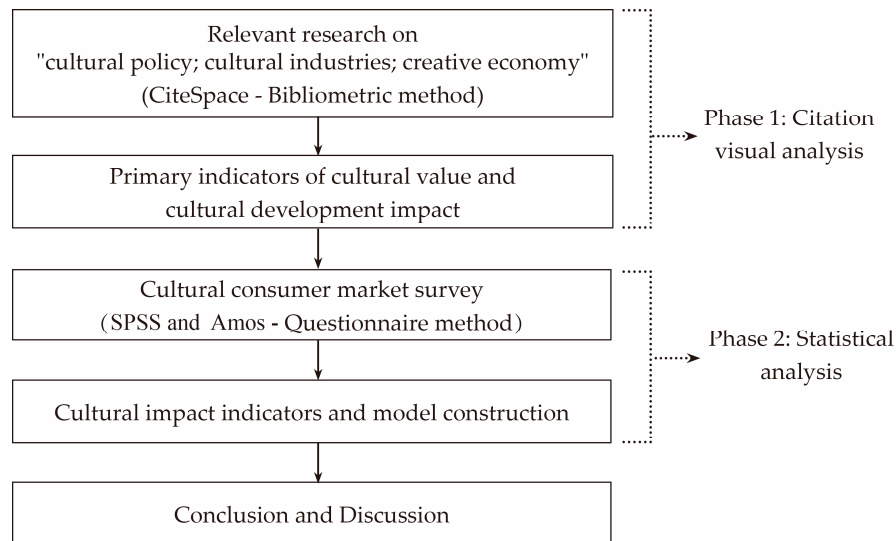 Relevant research on
"cultural policy; cultural industries; creative economy"
(CiteSpace - Bibliometric method)
Phase 1: Citation
visual analysis
Primary indicators of cultural value and
cultural development impact
Cultural consumer market survey
(SPSS and Amos - Questionnaire method)
Phase 2: Statistical
analysis
Cultural impact indicators and model construction
Conclusion and Discussion